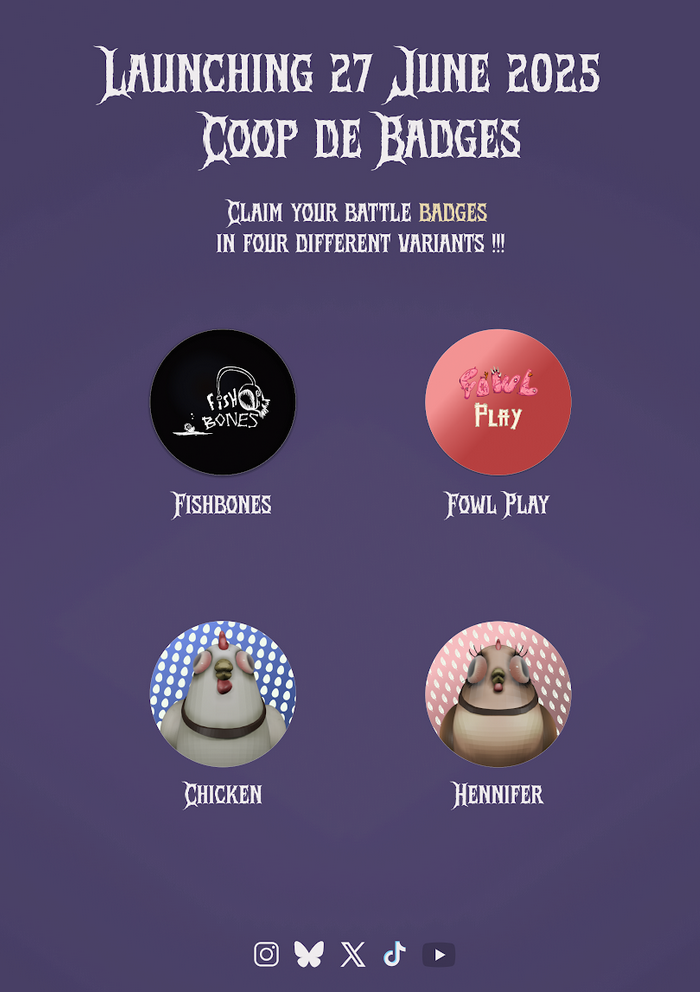 Launching 27 June 2025
Coop de Badges
Claim your battle badges
in four different variants !!!
FISH
BONES
FOWL
PLAY
Fishbones
Fowl Play
Chicken
Hennifer